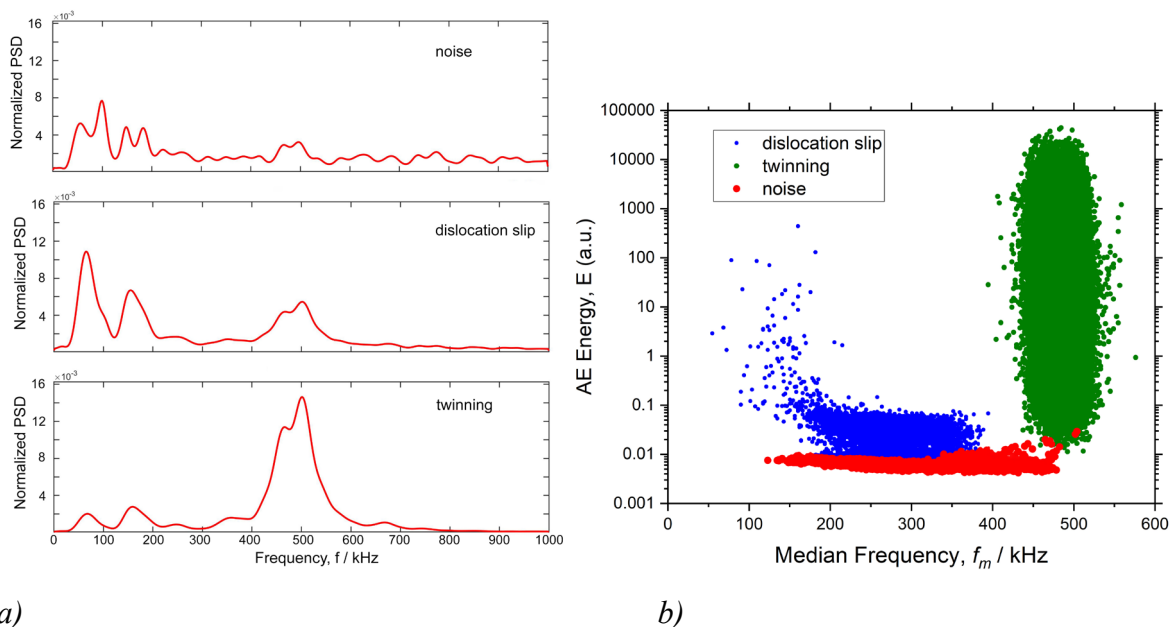 ×10⁻³
16
12
8
4
Normalized PSD
noise
×10⁻³
16
12
8
4
Normalized PSD
dislocation slip
×10⁻³
16
12
8
4
Normalized PSD
twinning
0 100 200 300 400 500 600 700 800 900 1000
Frequency, f / kHz
a)
100000
10000
1000
100
10
1
0.1
0.01
0.001
AE Energy, E (a.u.)
dislocation slip
twinning
noise
0 100 200 300 400 500 600
Median Frequency, fm / kHz
b)